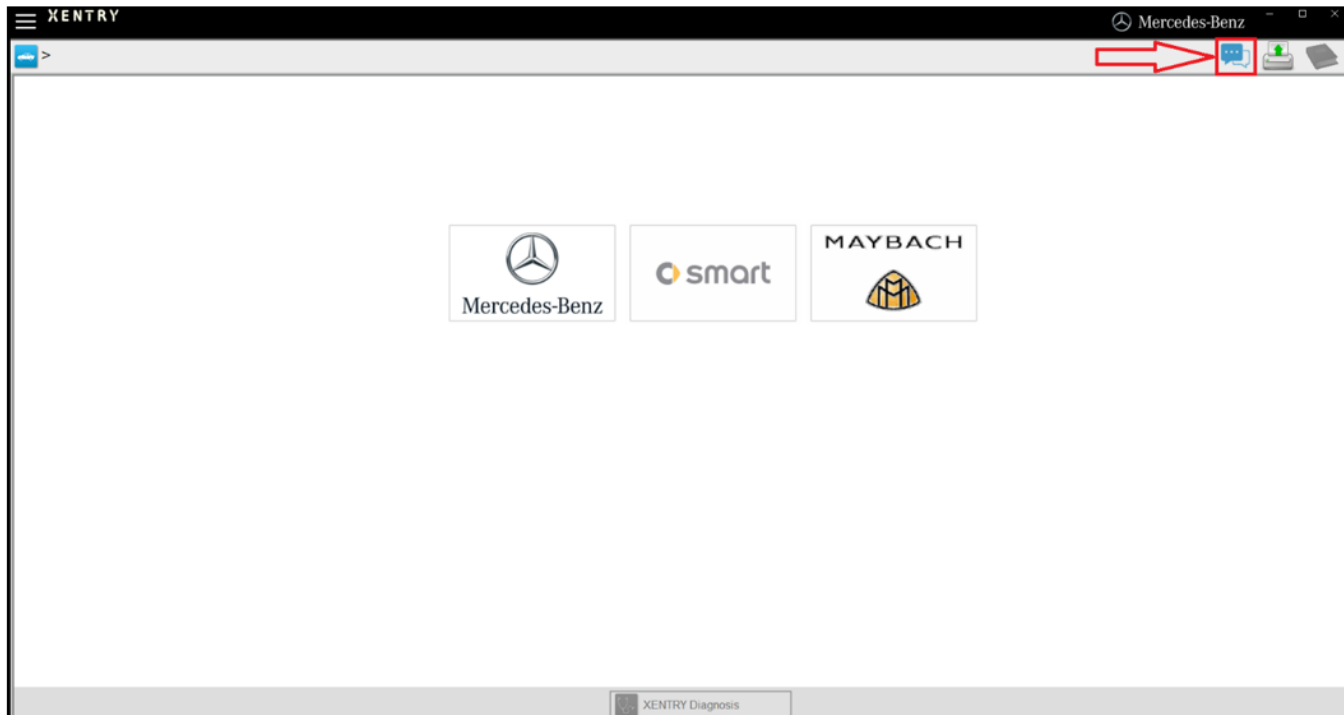 XENTRY
Mercedes-Benz
>
Mercedes-Benz
smart
MAYBACH
XENTRY Diagnosis